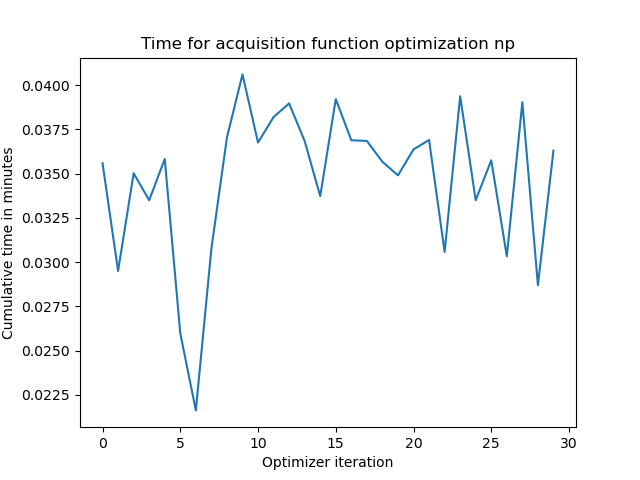 Time for acquisition function optimization np
Cumulative time in minutes
0.0400
0.0375
0.0350
0.0325
0.0300
0.0275
0.0250
0.0225
0 5 10 15 20 25 30
Optimizer iteration